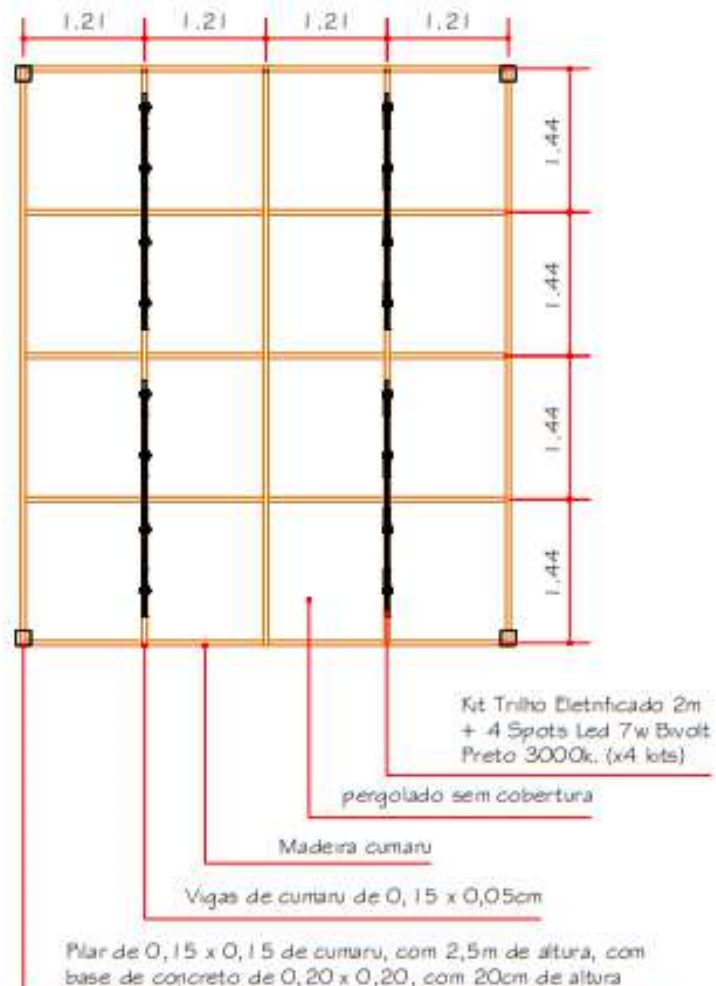 1.21 1.21 1.21 1.21
1.44
1.44
1.44
1.44
Kit Trilho Eletrificado 2m
+ 4 Spots Led 7w Bivolt
Preto 3000k. (x4 kits)
pergolado sem cobertura
Madeira cumaru
Vigas de cumaru de 0,15 x 0,05cm
Pilar de 0,15 x 0,15 de cumaru, com 2,5m de altura, com
base de concreto de 0,20 x 0,20, com 20cm de altura